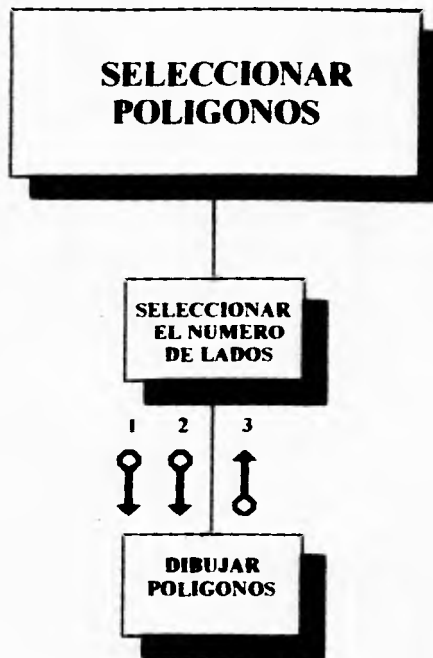 SELECCIONAR
POLIGONOS
SELECCIONAR
EL NUMERO
DE LADOS
1 2 3
DIBUJAR
POLIGONOS